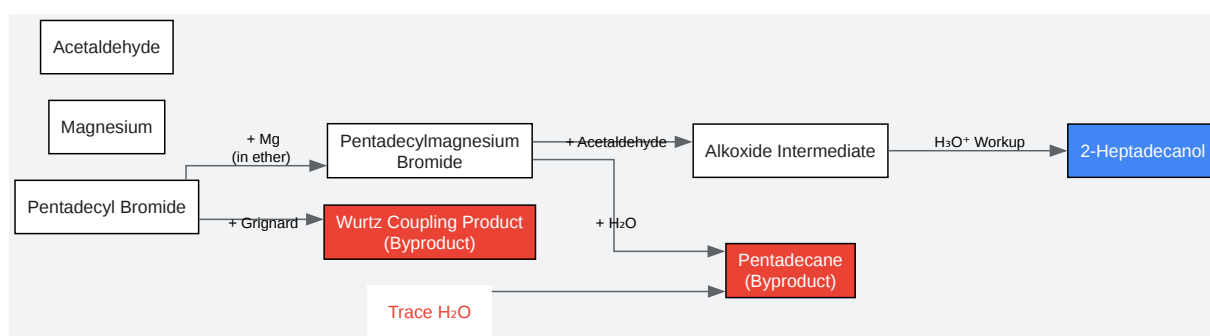 Acetaldehyde
Magnesium
+ Mg
(in ether)
Pentadecylmagnesium
Bromide
+ Acetaldehyde
Alkoxide Intermediate
H₃O⁺ Workup
2-Heptadecanol
Pentadecyl Bromide
+ Grignard
Wurtz Coupling Product
(Byproduct)
+ H₂O
Pentadecane
(Byproduct)
Trace H₂O